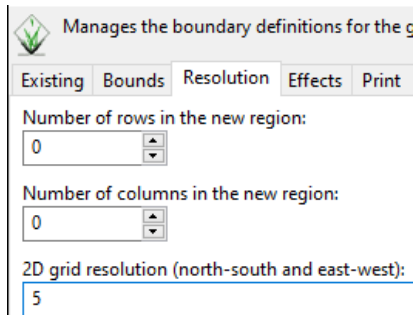 Manages the boundary definitions for the g
Existing Bounds Resolution Effects Print
Number of rows in the new region:
0
Number of columns in the new region:
0
2D grid resolution (north-south and east-west):
5